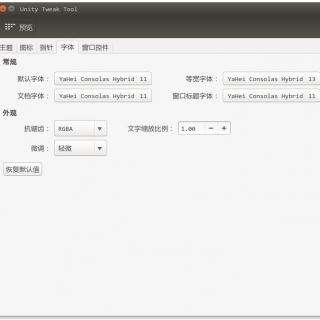 Unity Tweak Tool
预览
主题 图标 指针 字体 窗口控件
常规
默认字体： YaHei Consolas Hybrid 11 等宽字体： YaHei Consolas Hybrid 13
文档字体： YaHei Consolas Hybrid 11 窗口标题字体： YaHei Consolas Hybrid 11
外观
抗锯齿： RGBA 文字缩放比例： 1.00 − +
微调： 轻微
恢复默认值